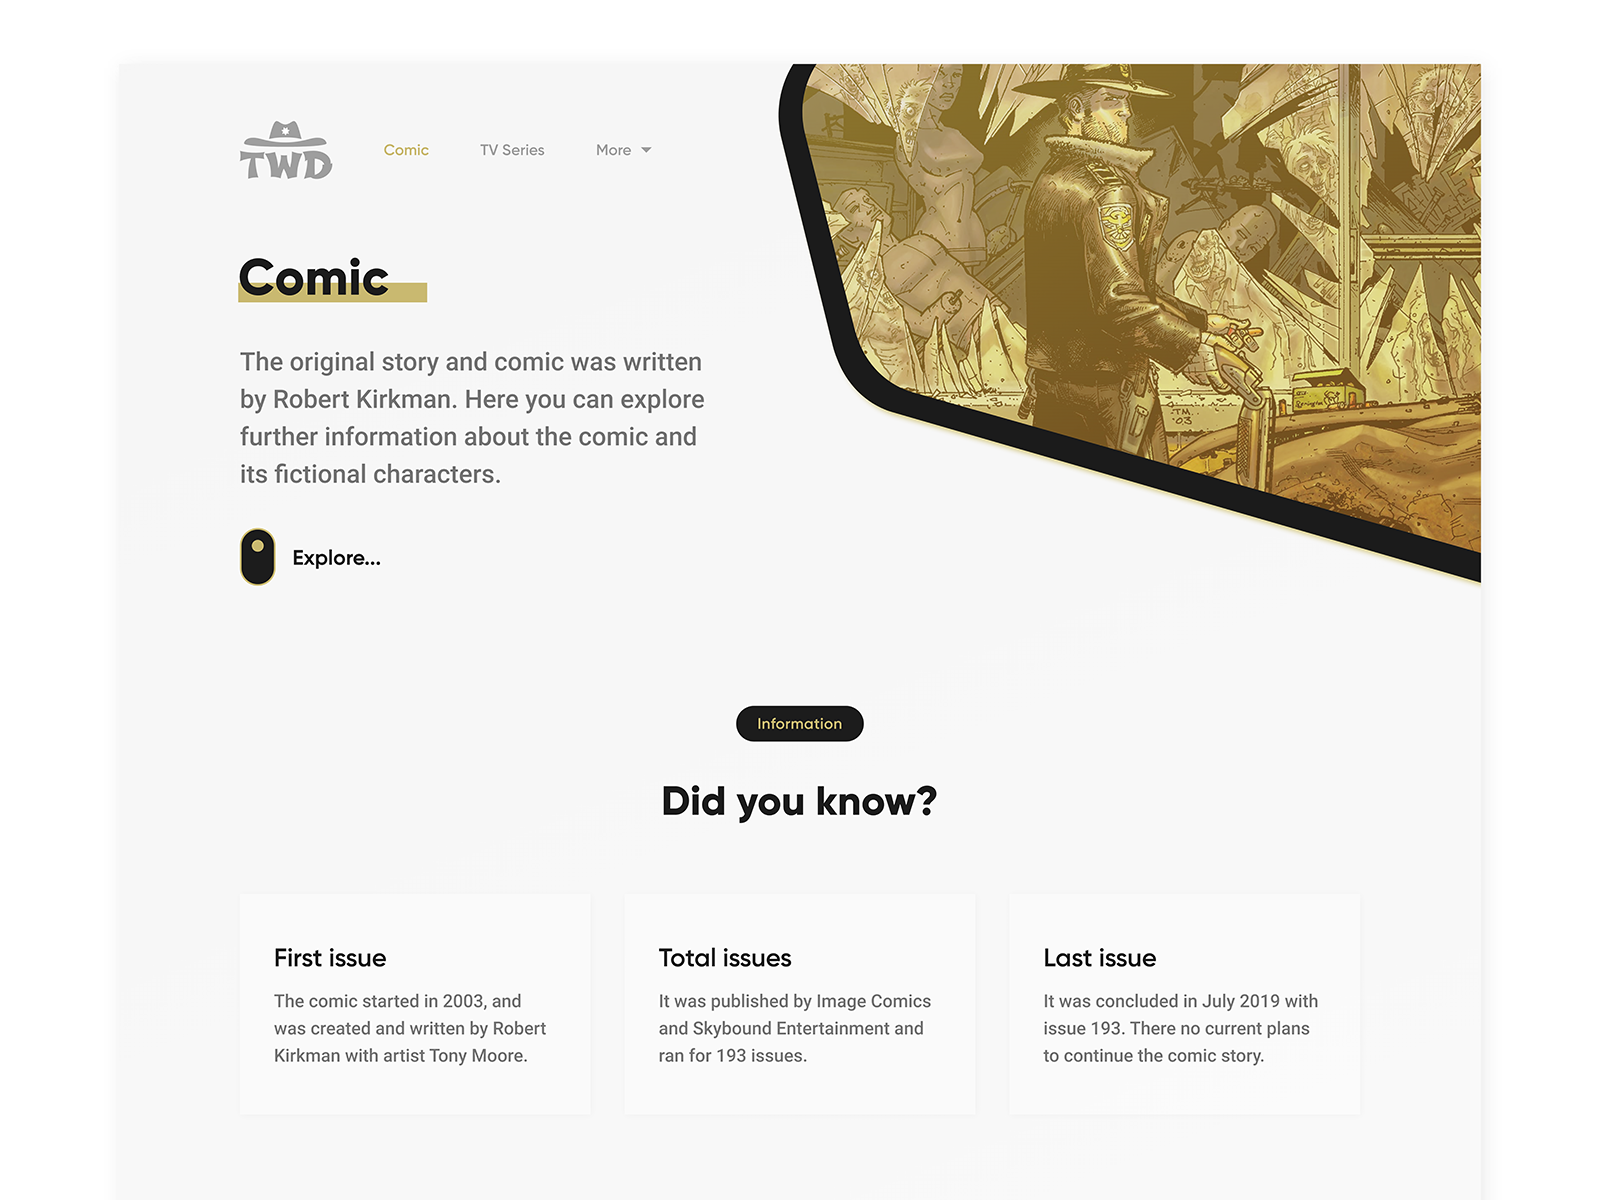 TWD
Comic
TV Series
More
Comic
The original story and comic was written
by Robert Kirkman. Here you can explore
further information about the comic and
its fictional characters.
Explore...
TM
'03
Information
Did you know?
First issue
The comic started in 2003, and
was created and written by Robert
Kirkman with artist Tony Moore.
Total issues
It was published by Image Comics
and Skybound Entertainment and
ran for 193 issues.
Last issue
It was concluded in July 2019 with
issue 193. There no current plans
to continue the comic story.